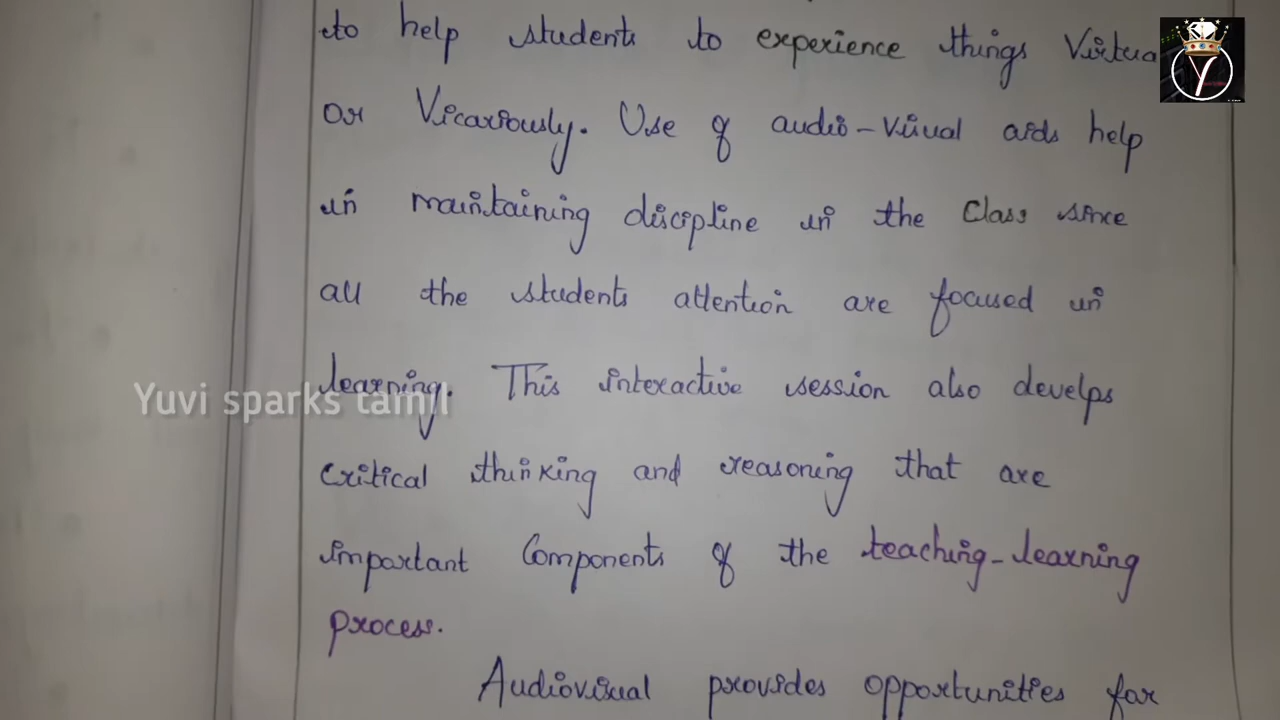 to help students to experience things Virtua
or Vicariously. Use of audio-visual aids help
in maintaining discipline in the Class since
all the students attention are focused in
learning. This interactive session also develps
Critical thinking and reasoning that are
important Components of the teaching-learning
process.
Audiovisual provides opportunities for
Yuvi sparks tamil
Y